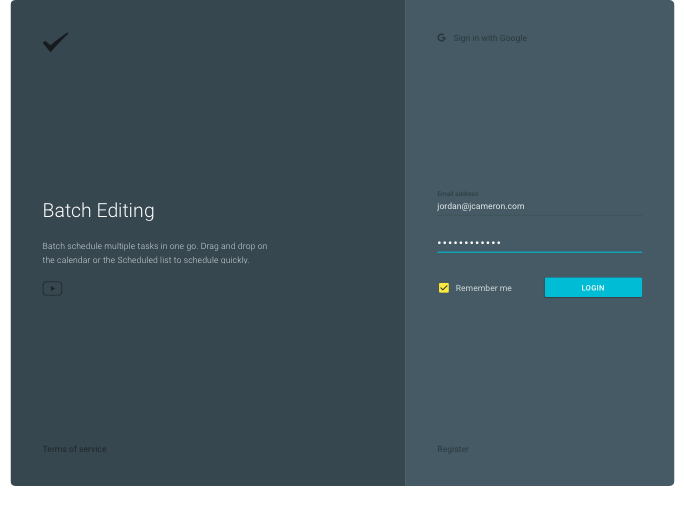 Sign in with Google
Batch Editing
Batch schedule multiple tasks in one go. Drag and drop on
the calendar or the Scheduled list to schedule quickly.
Email address
jordan@jcameron.com
••••••••••••
Remember me
LOGIN
Terms of service
Register